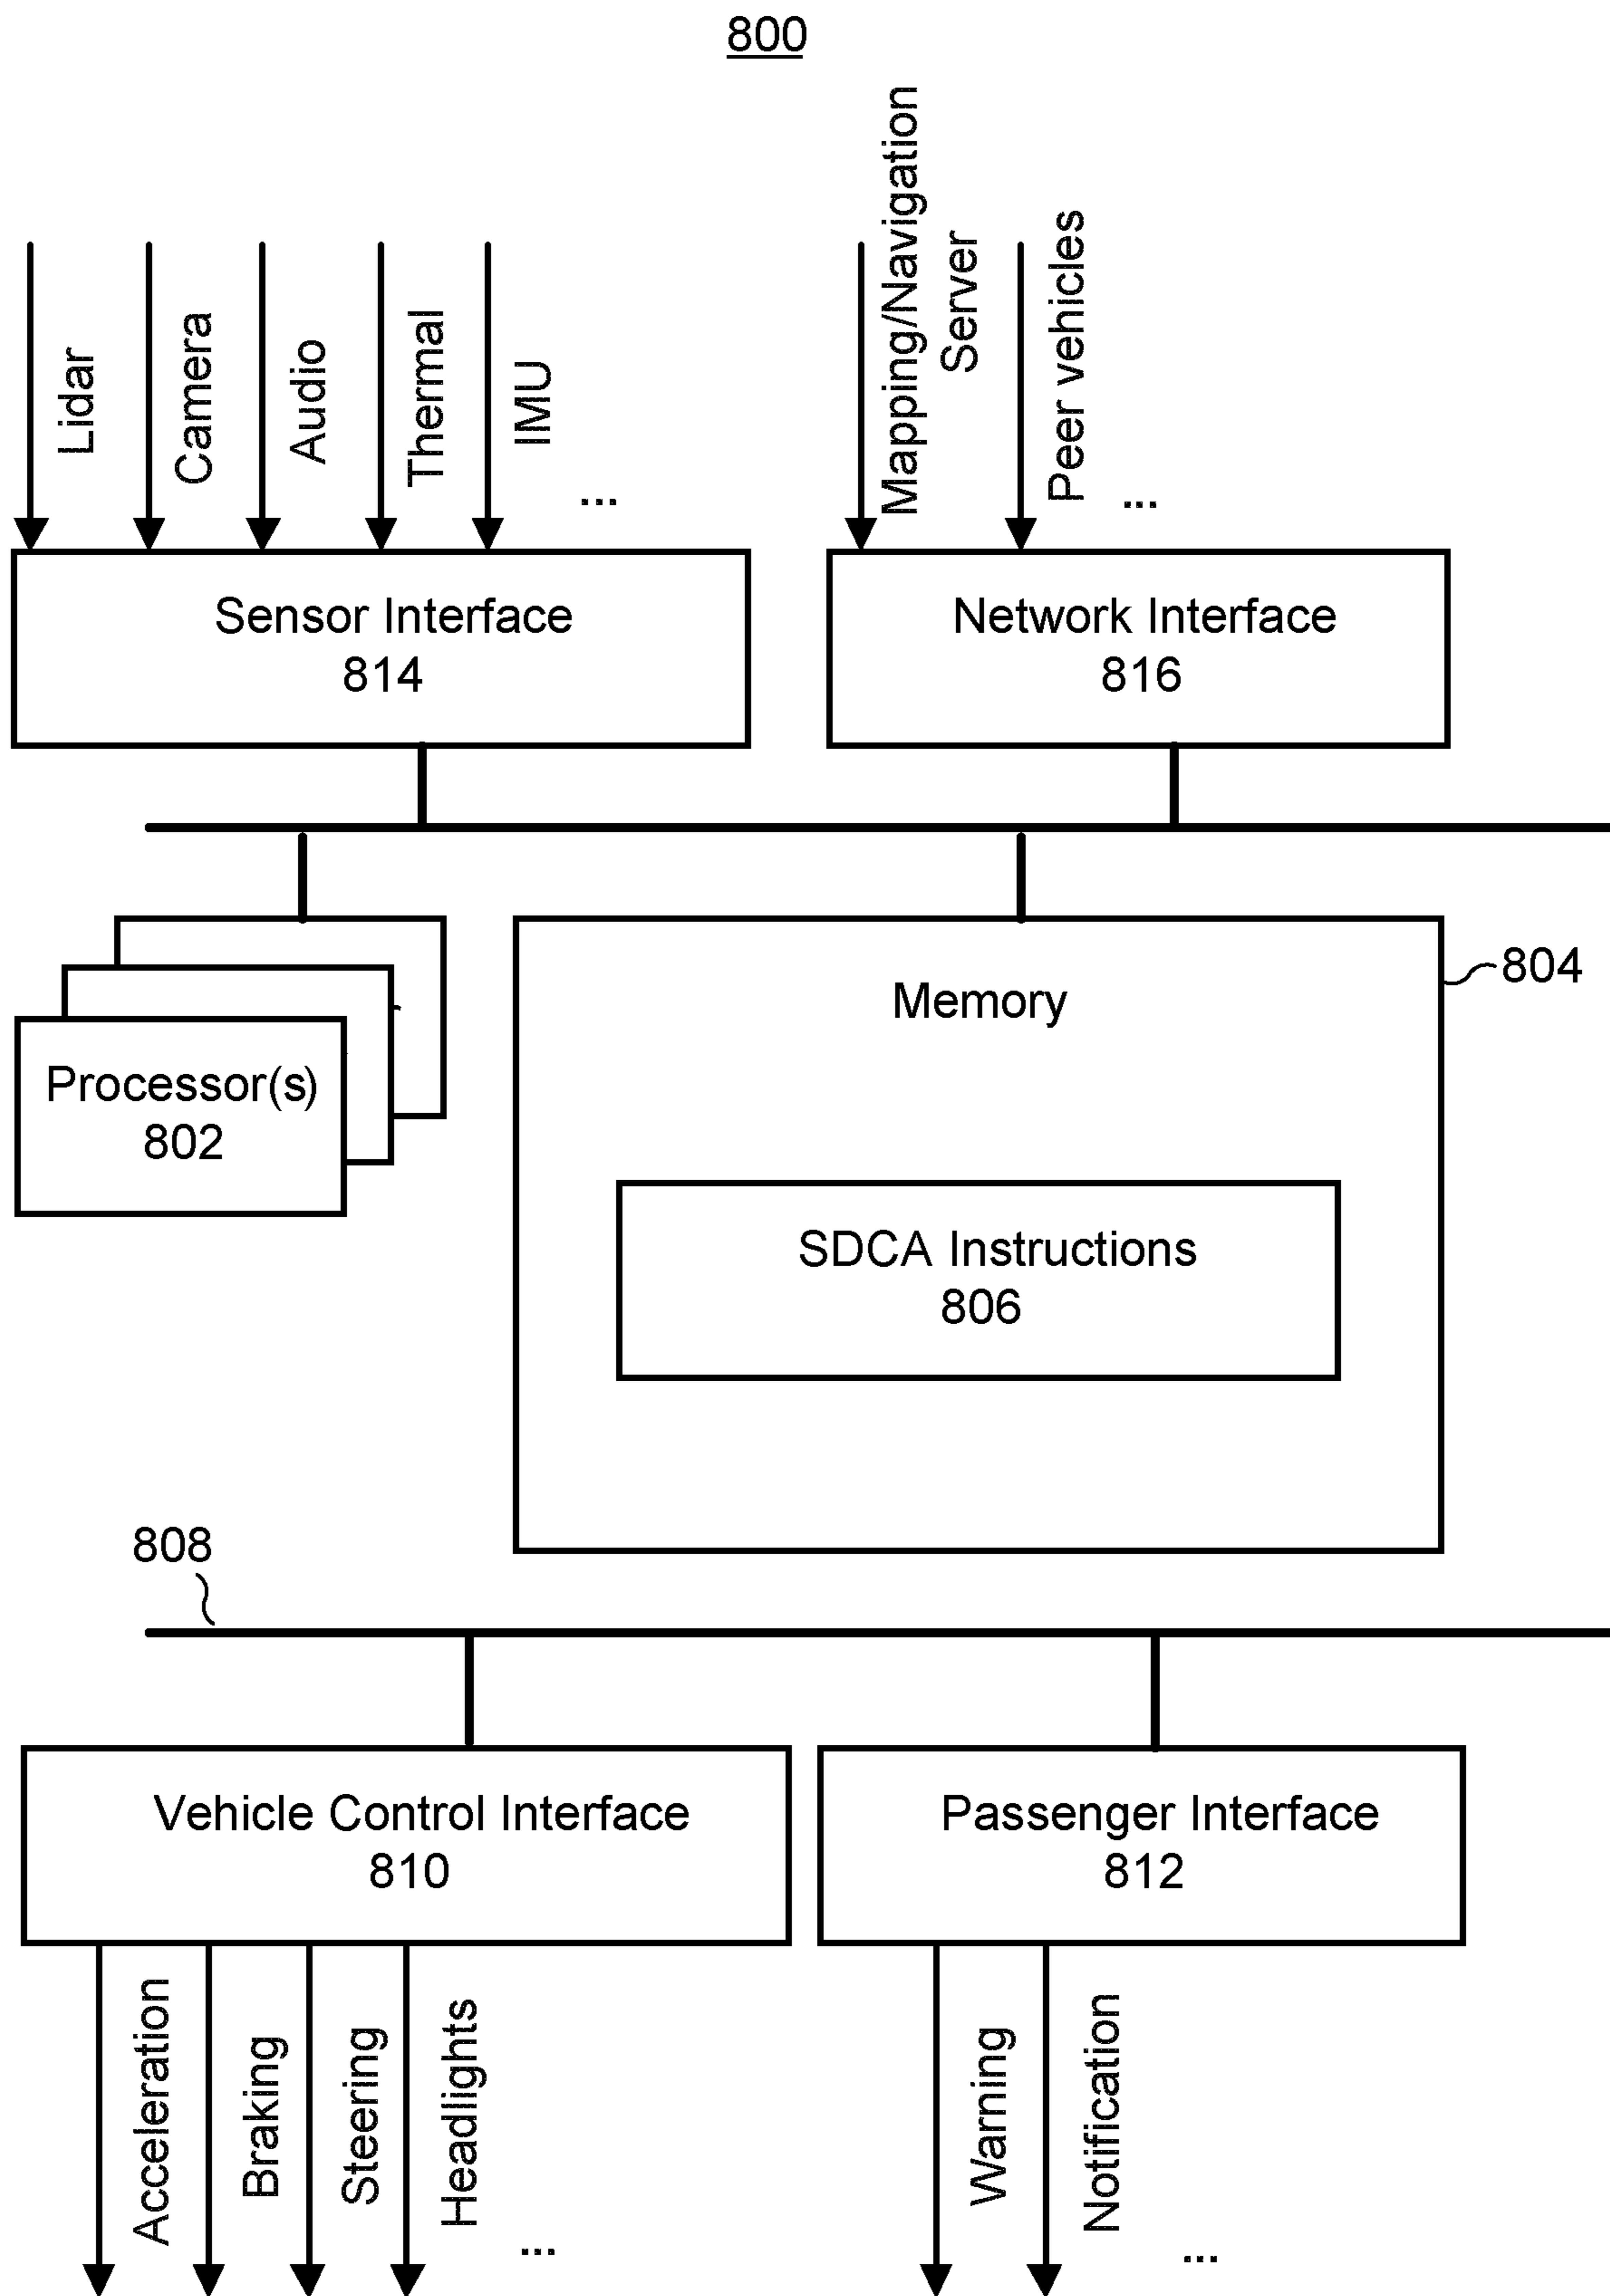 800
Lidar
Camera
Audio
Thermal
IMU
...
Mapping/Navigation
Server
Peer vehicles
...
Sensor Interface
814
Network Interface
816
Memory
804
Processor(s)
802
SDCA Instructions
806
808
Vehicle Control Interface
810
Passenger Interface
812
Acceleration
Braking
Steering
Headlights
...
Warning
Notification
...